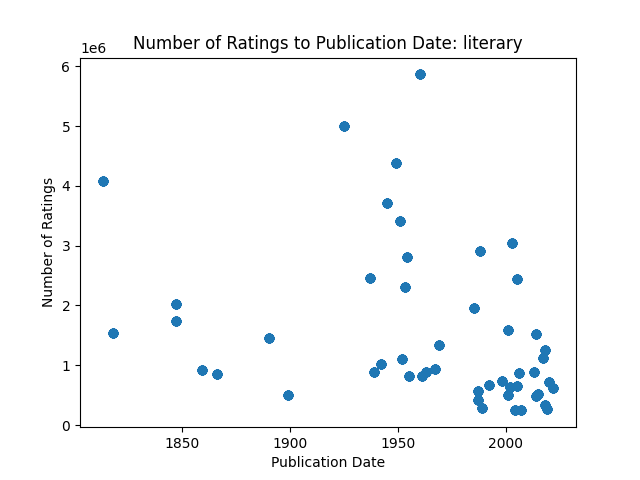 Number of Ratings to Publication Date: literary
1e6
6
5
4
3
2
1
0
Number of Ratings
1850 1900 1950 2000
Publication Date